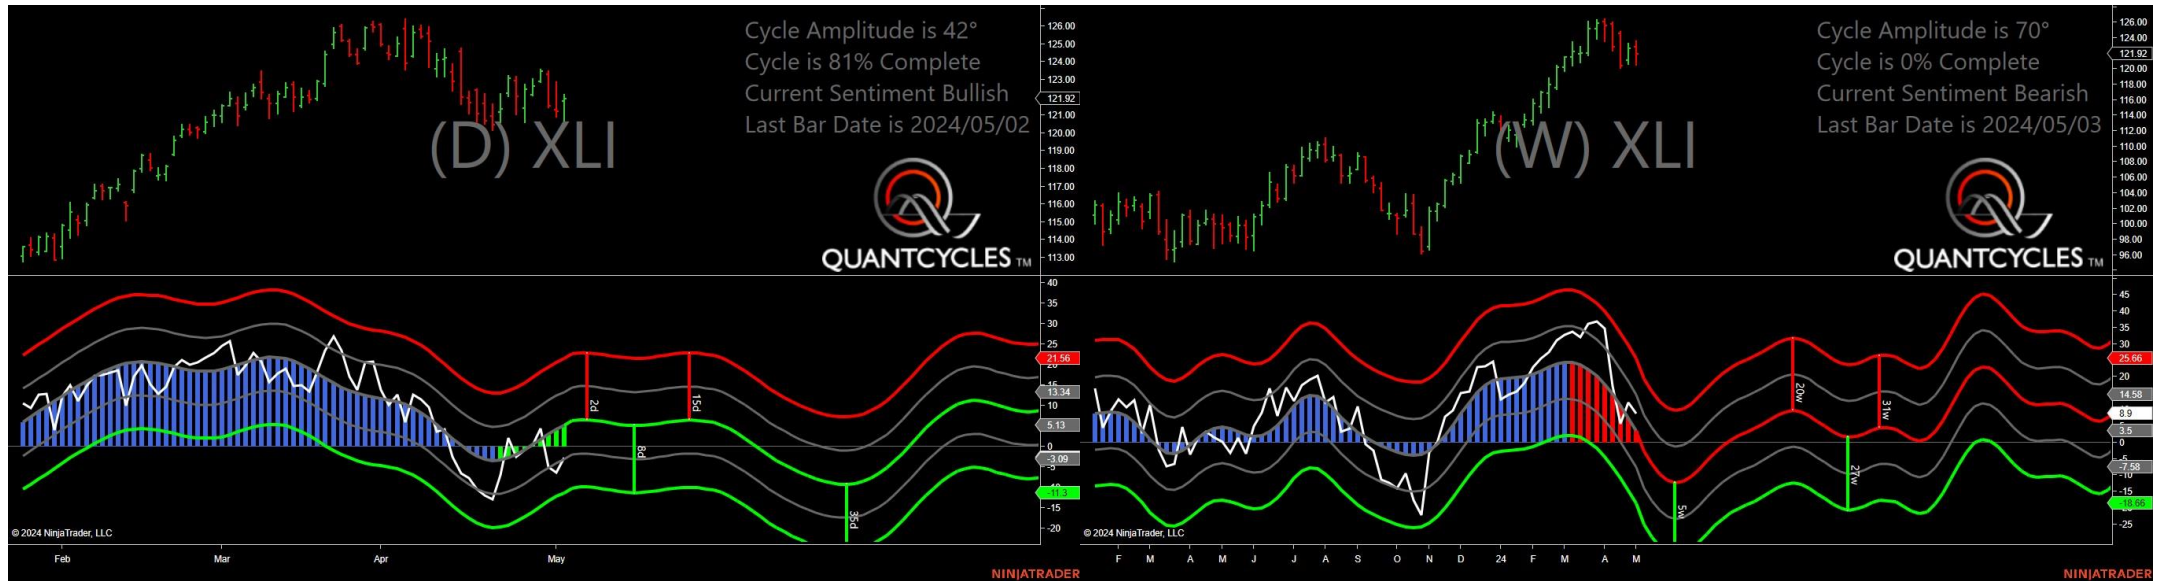 Cycle Amplitude is 42°
Cycle is 81% Complete
Current Sentiment Bullish
Last Bar Date is 2024/05/02
(D) XLI
QUANTCYCLES TM
126.00
124.00
123.00
121.92
121.00
120.00
119.00
118.00
117.00
116.00
115.00
114.00
113.00
40
35
30
25
21.56
13.34
10
5.13
0
-3.09
-11.3
-15
-20
2d
15d
8d
35d
© 2024 NinjaTrader, LLC
Feb Mar Apr May
NINJATRADER
Cycle Amplitude is 70°
Cycle is 0% Complete
Current Sentiment Bearish
Last Bar Date is 2024/05/03
(W) XLI
QUANTCYCLES TM
126.00
124.00
121.92
120.00
118.00
116.00
114.00
112.00
110.00
108.00
106.00
104.00
102.00
100.00
98.00
96.00
45
40
35
30
25.66
20
14.58
8.9
3.5
0
-7.58
-15
-18.66
-25
20w
31w
27w
5w
© 2024 NinjaTrader, LLC
F M A M J J A S O N D 24 F M A M
NINJATRADER